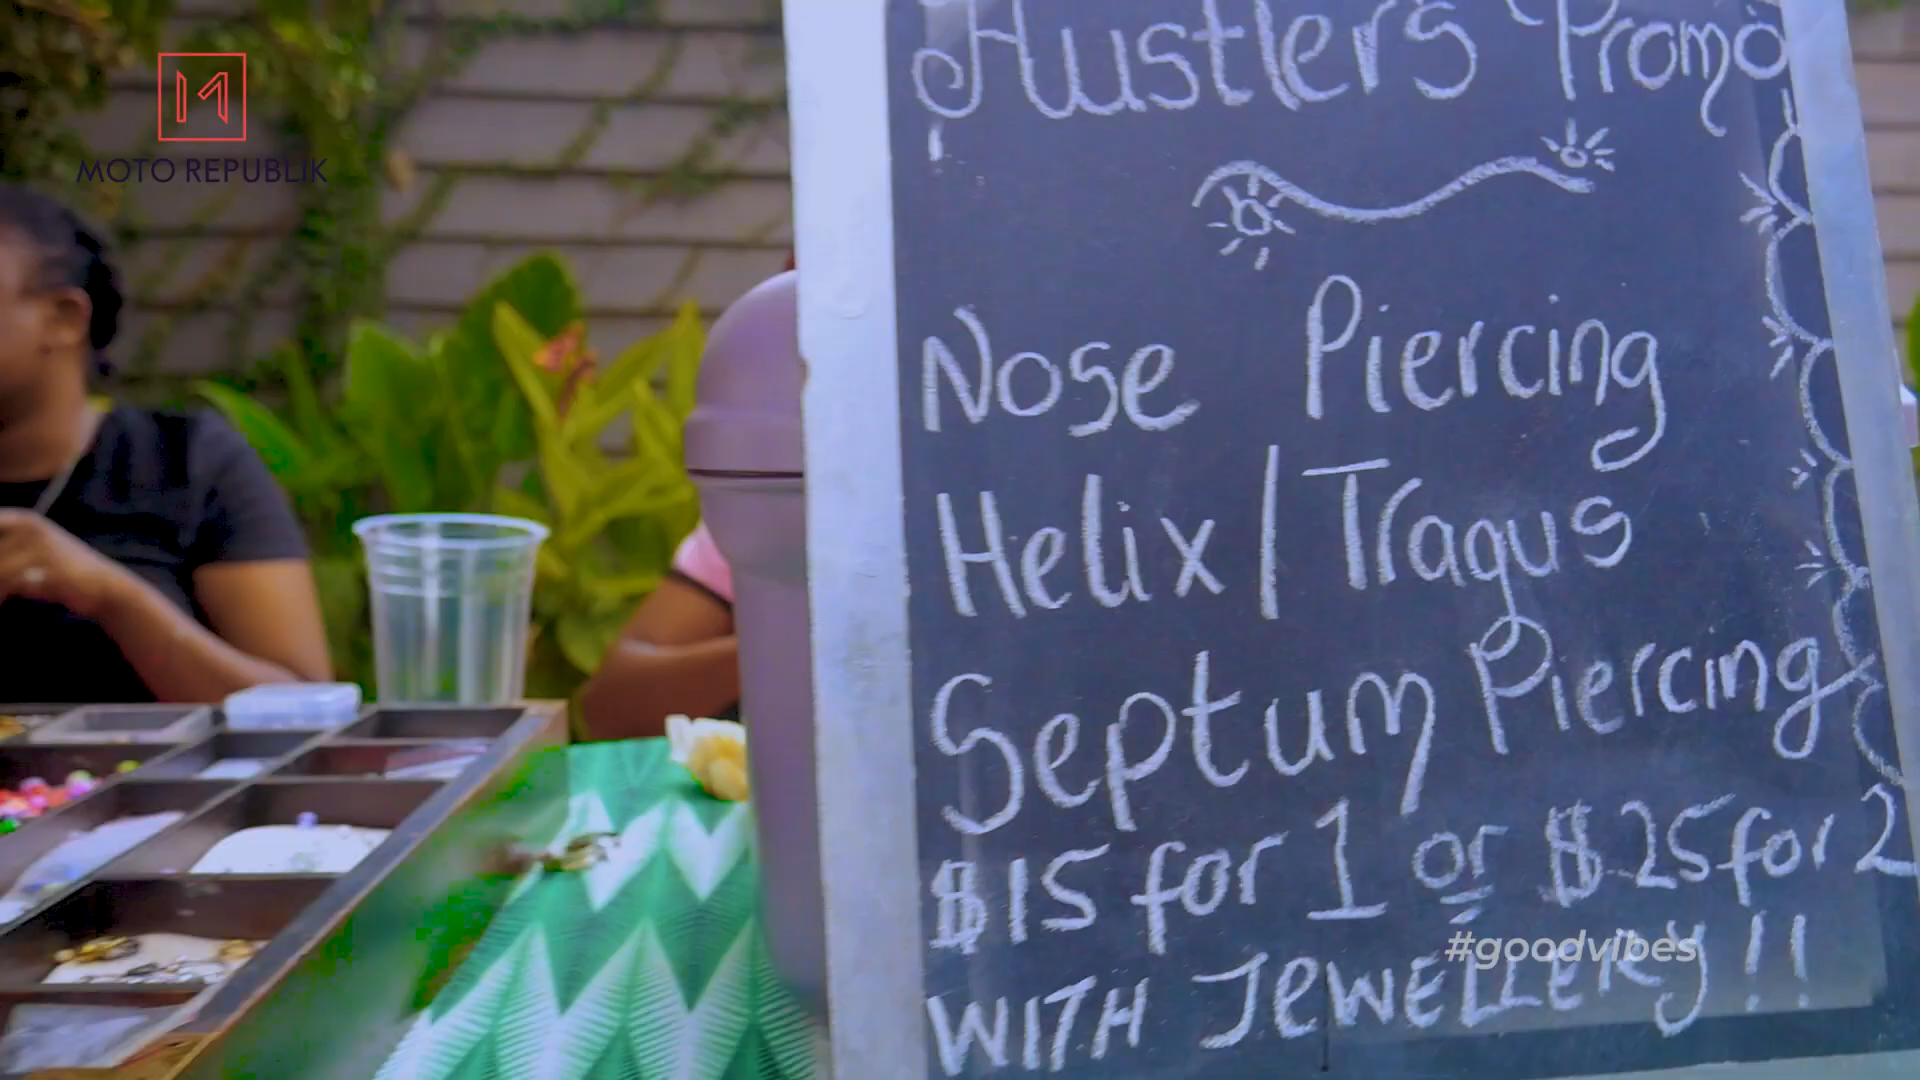 MOTO REPUBLIK
Hustlers Promo
Nose Piercing
Helix/Tragus
Septum Piercing
$15 for 1 or $25 for 2
#goodvibes
WITH JEWELLERY !!